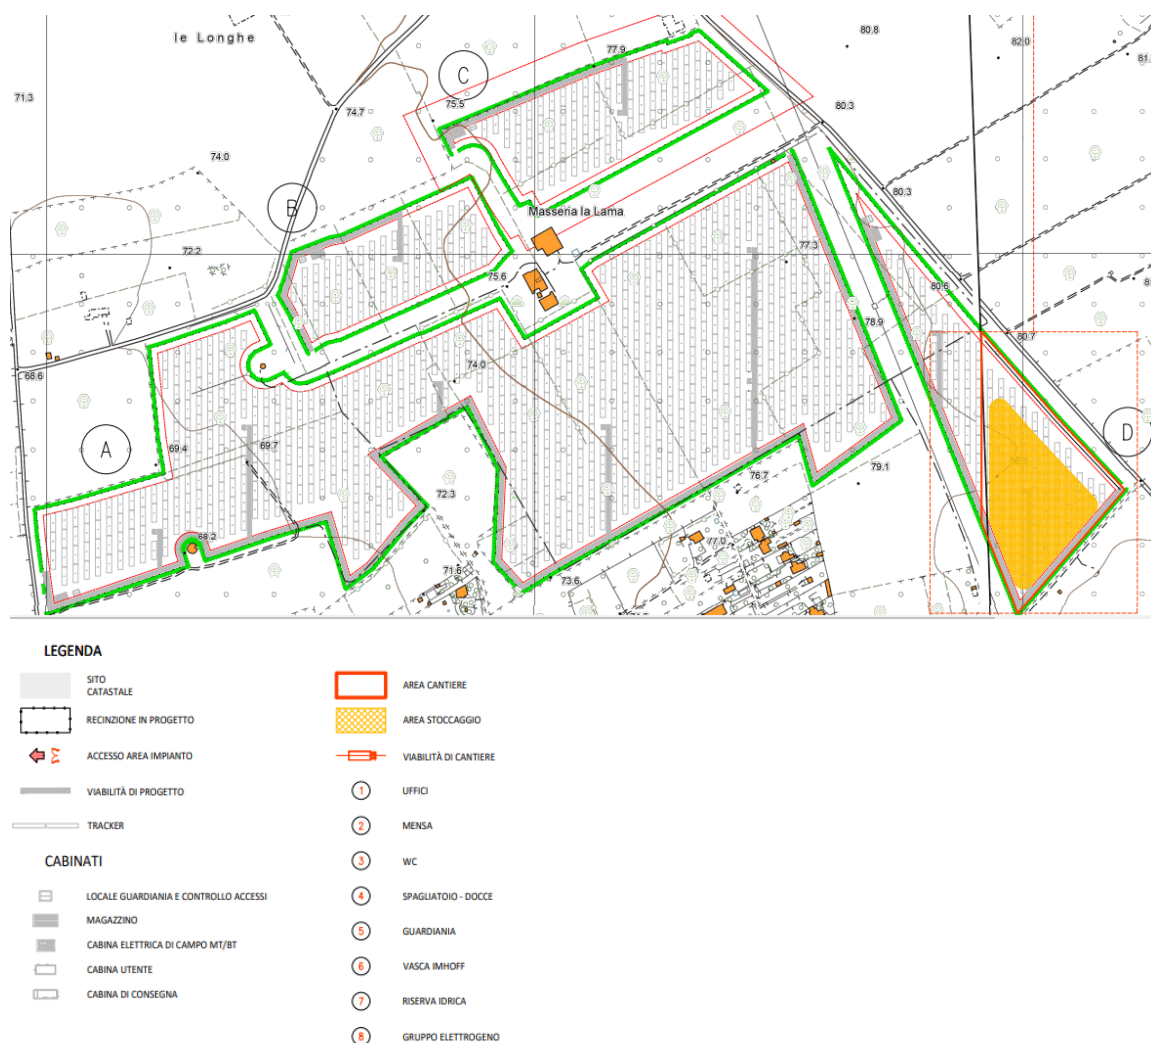 le Longhe
80.8
82.0
77.9
81.
71.3
C
75.5
74.7
80.3
74.0
80.3
B
Masseria la Lama
72.2
77.3
75.6
80.6
81
78.9
80.7
68.6
74.0
D
A
69.4
69.7
76.7
79.1
72.3
68.2
77.0
71.6
73.6
LEGENDA
SITO
CATASTALE
AREA CANTIERE
RECINZIONE IN PROGETTO
AREA STOCCAGGIO
ACCESSO AREA IMPIANTO
VIABILITÀ DI CANTIERE
VIABILITÀ DI PROGETTO
1 UFFICI
TRACKER
2 MENSA
CABINATI
3 WC
LOCALE GUARDIANIA E CONTROLLO ACCESSI
4 SPAGLIATOIO - DOCCE
MAGAZZINO
5 GUARDIANIA
CABINA ELETTRICA DI CAMPO MT/BT
6 VASCA IMHOFF
CABINA UTENTE
CABINA DI CONSEGNA
7 RISERVA IDRICA
8 GRUPPO ELETTROGENO